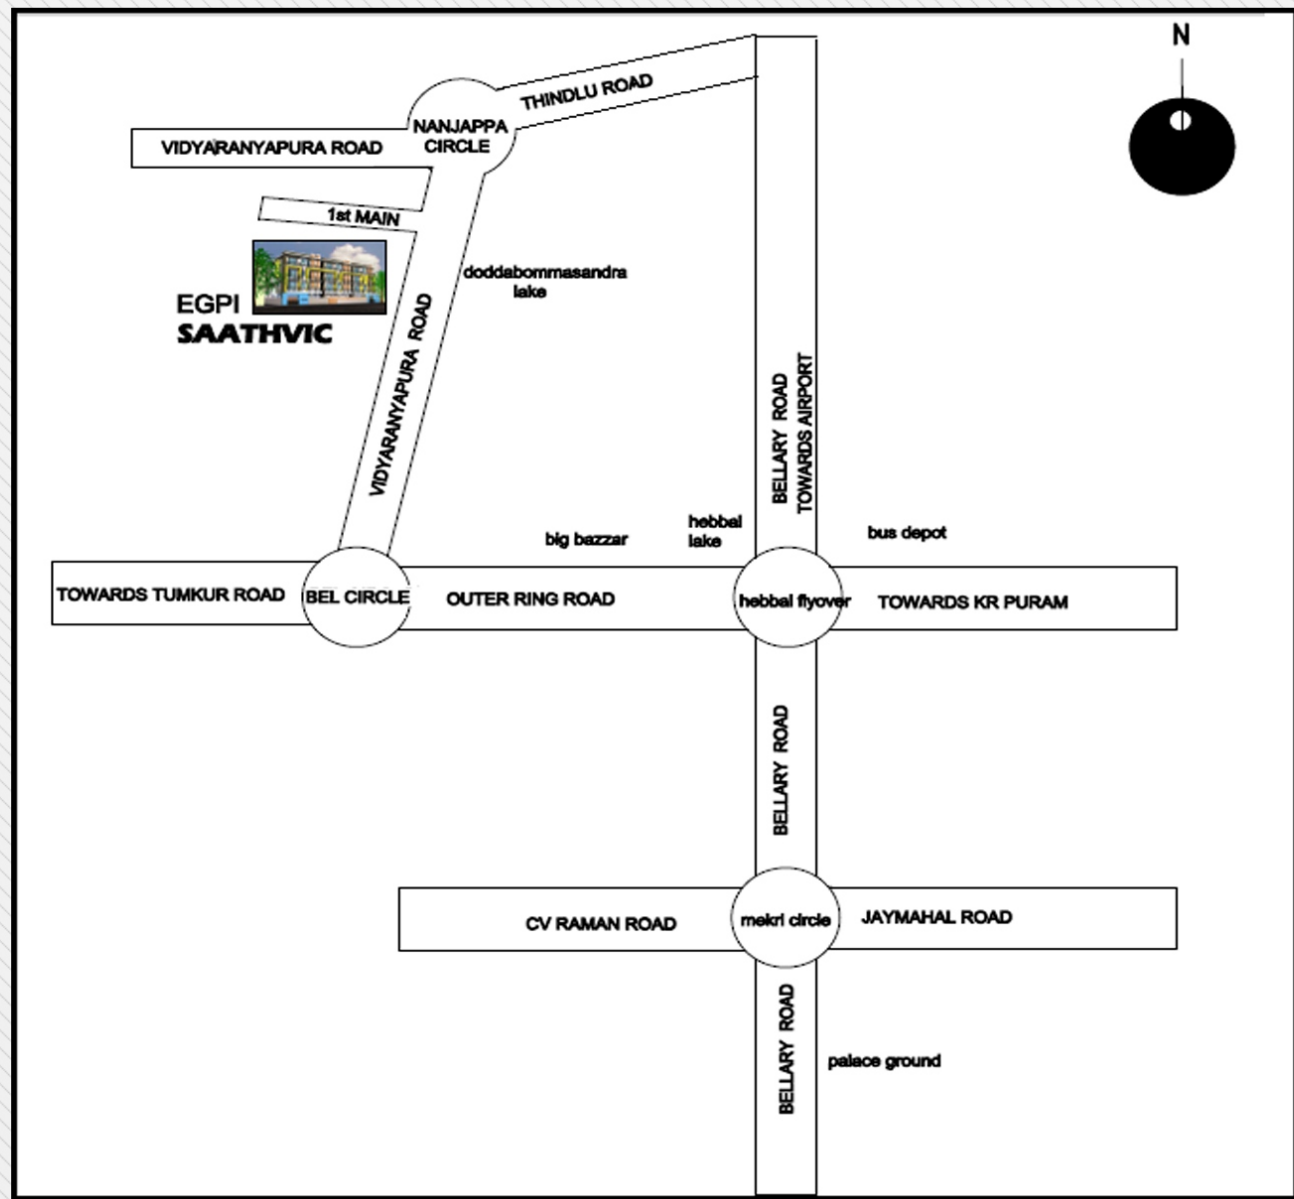 N
THINDLU ROAD
NANJAPPA
CIRCLE
VIDYARANYAPURA ROAD
1st MAIN
doddabommasandra
lake
EGPI
SAATHVIC
VIDYARANYAPURA ROAD
BELLARY ROAD
TOWARDS AIRPORT
hebbal
lake
big bazzar
bus depot
TOWARDS TUMKUR ROAD
BEL CIRCLE
OUTER RING ROAD
hebbal flyover
TOWARDS KR PURAM
BELLARY ROAD
CV RAMAN ROAD
mekri circle
JAYMAHAL ROAD
BELLARY ROAD
palace ground